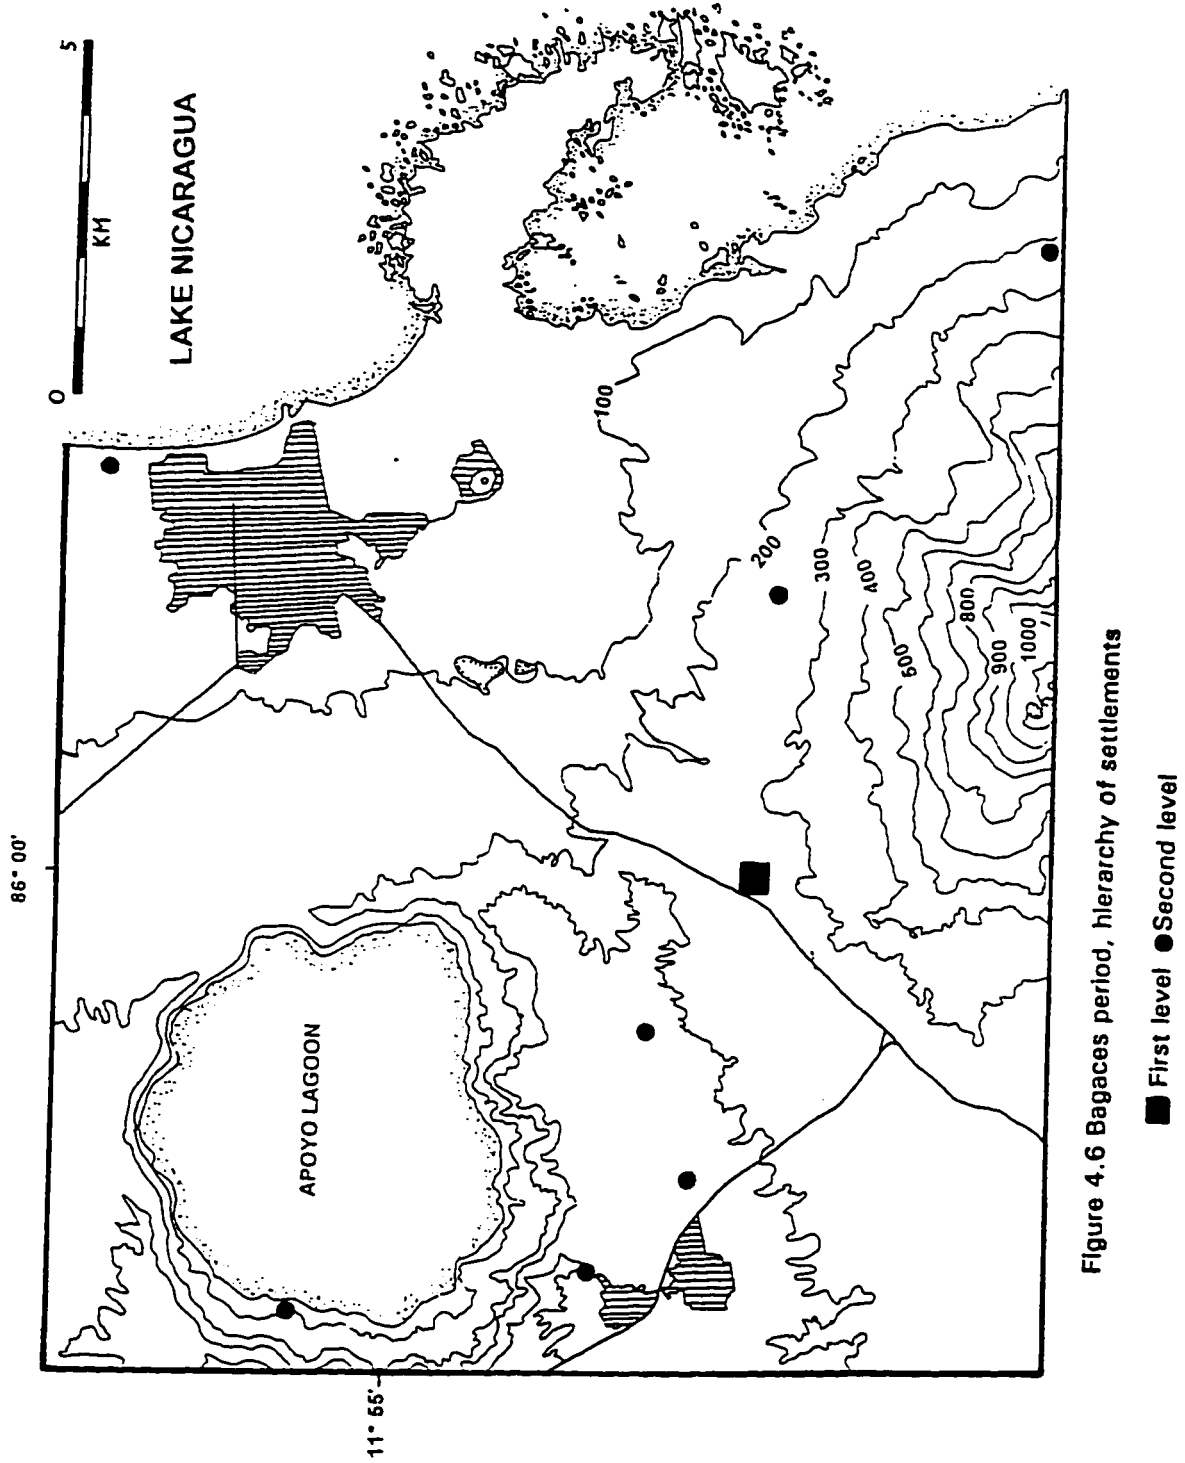 86° 00'
0 5
KM
LAKE NICARAGUA
11° 55'
APOYO LAGOON
100
200
300
400
600
800
900
1000
Figure 4.6 Bagaces period, hierarchy of settlements
First level Second level